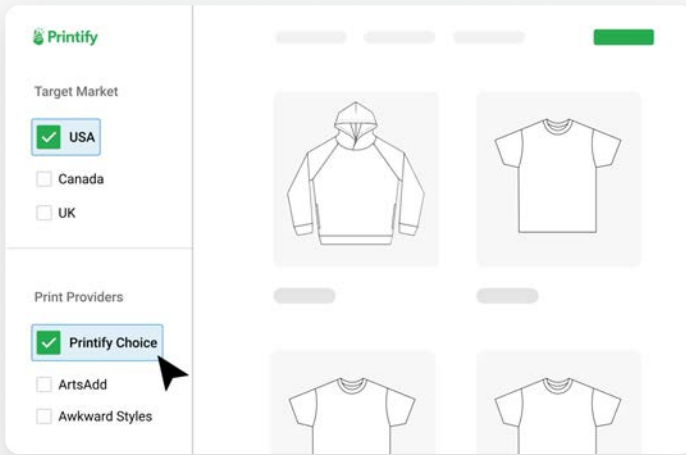 Printify
Target Market
USA
Canada
UK
Print Providers
Printify Choice
ArtsAdd
Awkward Styles